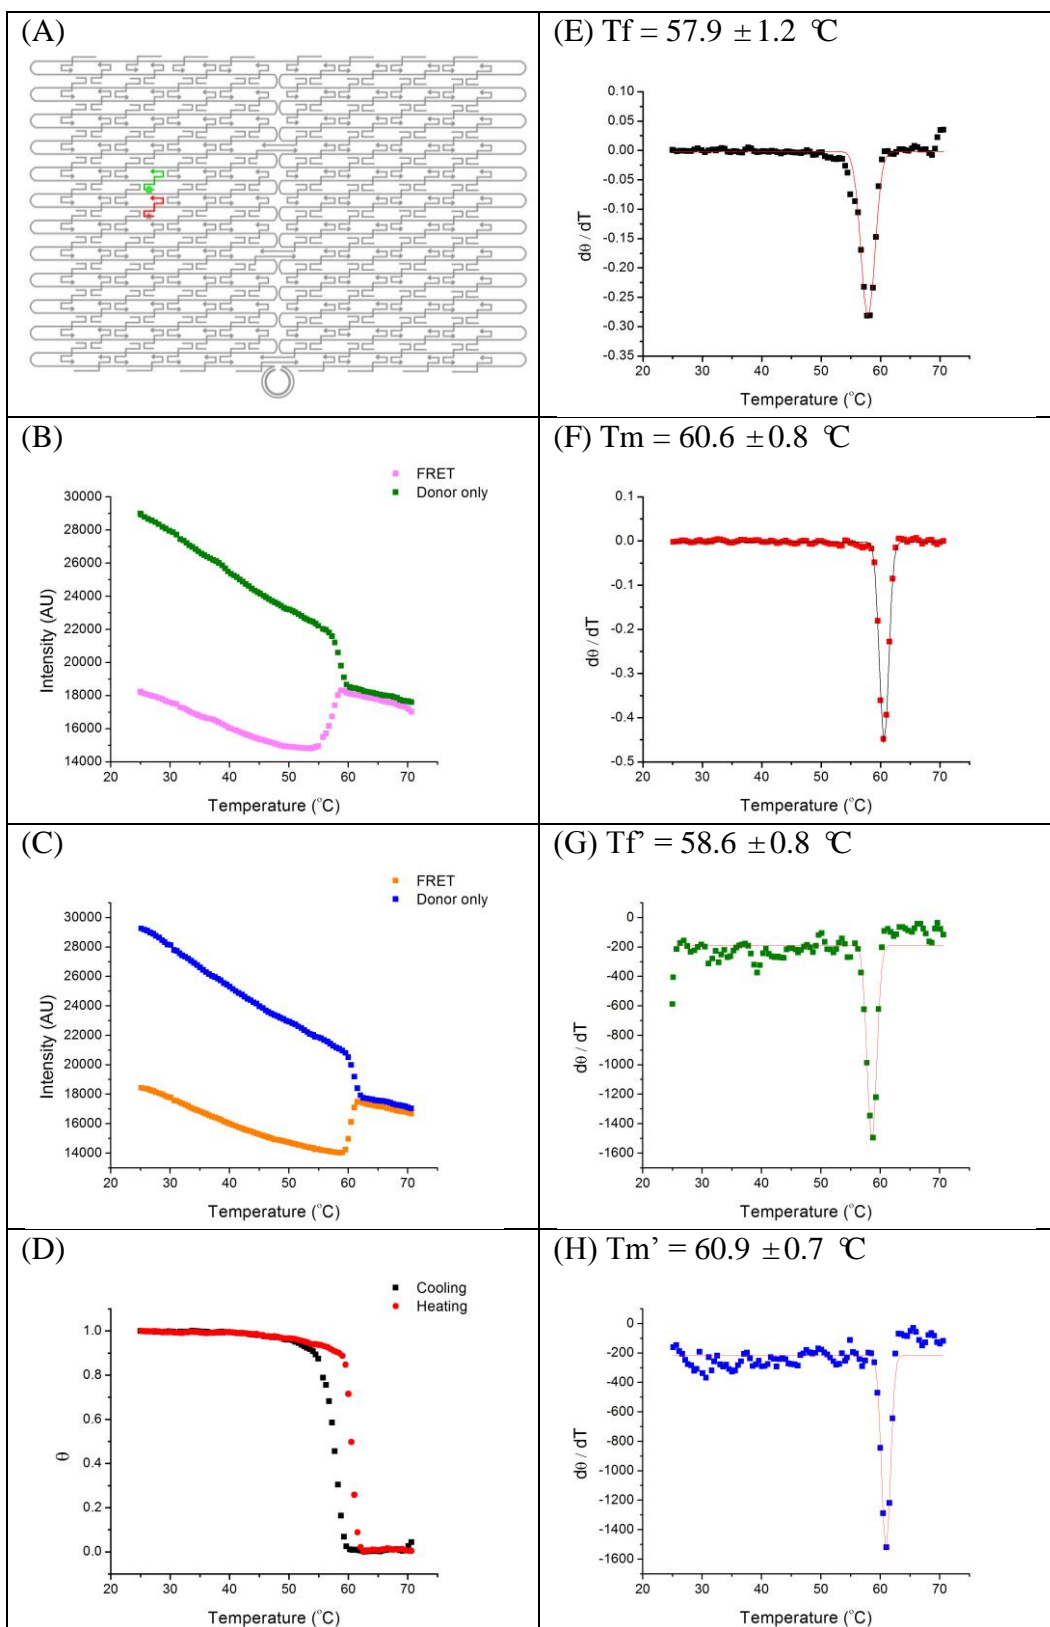 (A)
(E) Tf = 57.9 ±1.2 ℃
0.10
0.05
0.00
-0.05
-0.10
-0.15
-0.20
-0.25
-0.30
-0.35
dθ / dT
20 30 40 50 60 70
Temperature (°C)
(B)
FRET
Donor only
30000
28000
26000
24000
22000
20000
18000
16000
14000
Intensity (AU)
20 30 40 50 60 70
Temperature (°C)
(F) Tm = 60.6 ±0.8 ℃
0.1
0.0
-0.1
-0.2
-0.3
-0.4
-0.5
dθ / dT
20 30 40 50 60 70
Temperature (°C)
(C)
FRET
Donor only
30000
28000
26000
24000
22000
20000
18000
16000
14000
Intensity (AU)
20 30 40 50 60 70
Temperature (°C)
(G) Tf’ = 58.6 ±0.8 ℃
0
-200
-400
-600
-800
-1000
-1200
-1400
-1600
dθ / dT
20 30 40 50 60 70
Temperature (°C)
(D)
Cooling
Heating
1.0
0.8
0.6
0.4
0.2
0.0
θ
20 30 40 50 60 70
Temperature (°C)
(H) Tm’ = 60.9 ±0.7 ℃
0
-200
-400
-600
-800
-1000
-1200
-1400
-1600
dθ / dT
20 30 40 50 60 70
Temperature (°C)